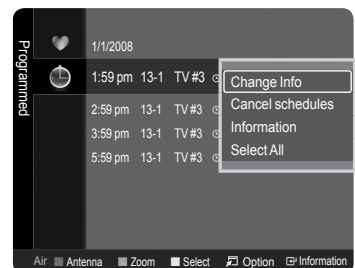 Programmed
1/1/2008
1:59 pm 13-1 TV #3
2:59 pm 13-1 TV #3
3:59 pm 13-1 TV #3
5:59 pm 13-1 TV #3
Change Info
Cancel schedules
Information
Select All
Air Antenna Zoom Select Option Information